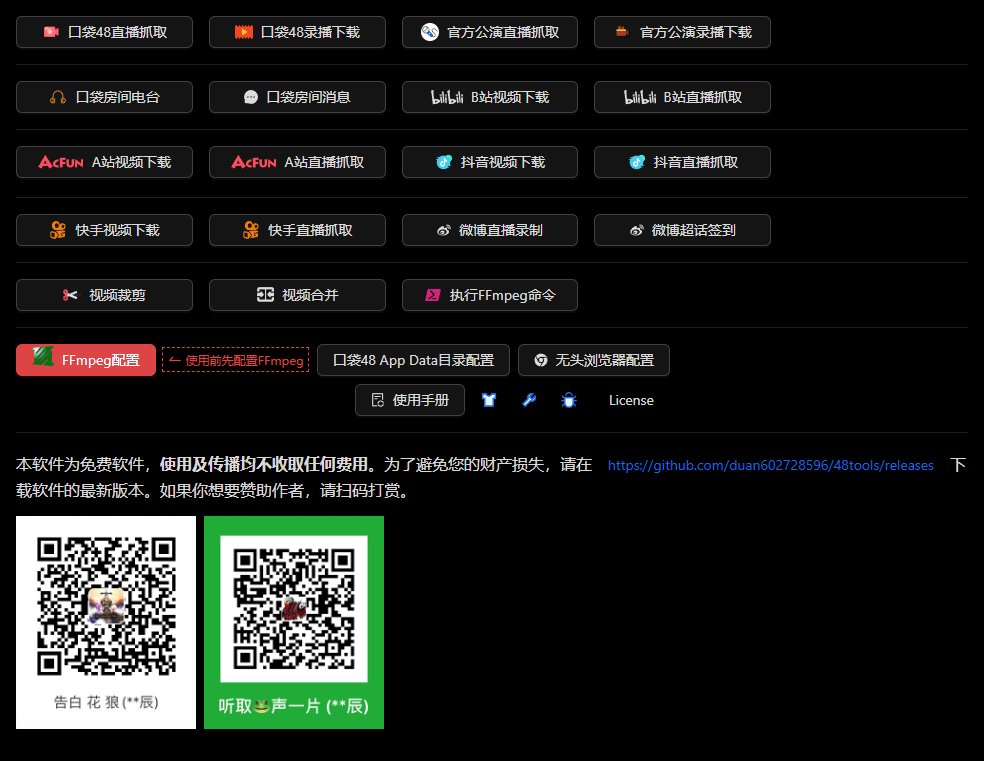 口袋48直播抓取 口袋48录播下载 官方公演直播抓取 官方公演录播下载
口袋房间电台 口袋房间消息 bilibili B站视频下载 bilibili B站直播抓取
AcFun A站视频下载 AcFun A站直播抓取 抖音视频下载 抖音直播抓取
快手视频下载 快手直播抓取 微博直播录制 微博超话签到
视频裁剪 视频合并 执行FFmpeg命令
FFmpeg配置 ← 使用前先配置FFmpeg 口袋48 App Data目录配置 无头浏览器配置
使用手册 License
本软件为免费软件，使用及传播均不收取任何费用。为了避免您的财产损失，请在 https://github.com/duan602728596/48tools/releases 下
载软件的最新版本。如果你想要赞助作者，请扫码打赏。
告白 花 狼(**辰) 听取🐸声一片 (**辰)